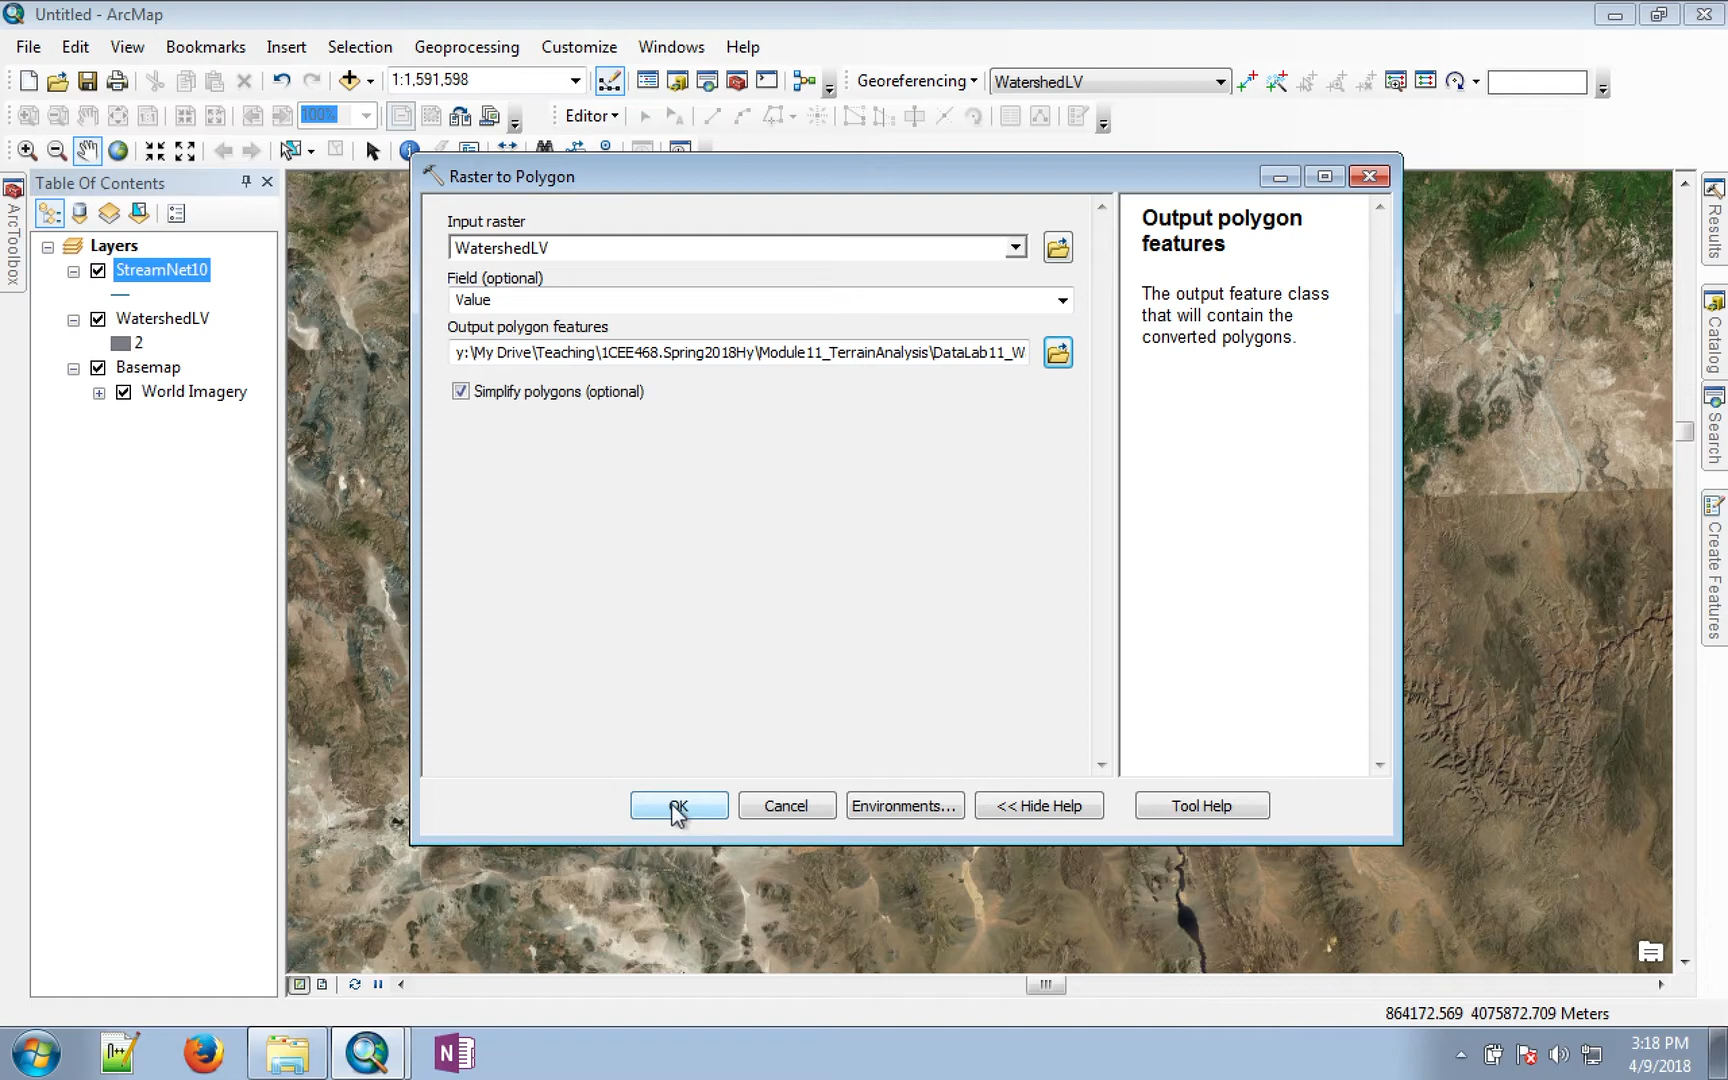 Untitled - ArcMap
File Edit View Bookmarks Insert Selection Geoprocessing Customize Windows Help
1:1,591,598 Georeferencing WatershedLV
100% Editor
Table Of Contents
Layers
StreamNet10
WatershedLV
2
Basemap
World Imagery
ArcToolbox
Raster to Polygon
Input raster
WatershedLV
Field (optional)
Value
Output polygon features
y:\My Drive\Teaching\1CEE468.Spring2018Hy\Module11_TerrainAnalysis\DataLab11_W
Simplify polygons (optional)
OK Cancel Environments... << Hide Help Tool Help
Output polygon
features
The output feature class
that will contain the
converted polygons.
Results
Catalog
Search
Create Features
864172.569 4075872.709 Meters
3:18 PM
4/9/2018